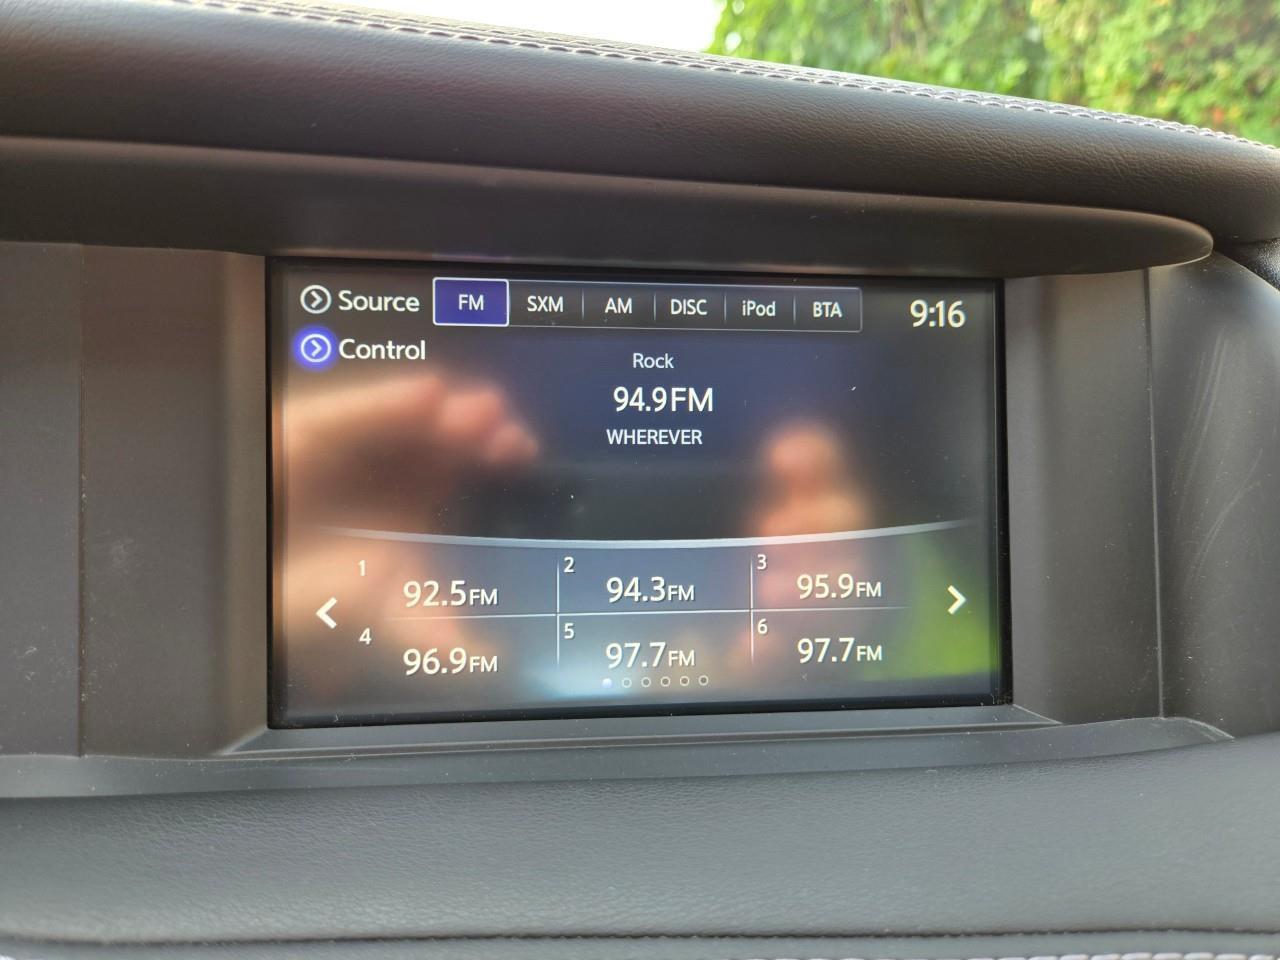 Source FM SXM AM DISC iPod BTA 9:16
Control
Rock
94.9FM
WHEREVER
1 92.5FM 2 94.3FM 3 95.9FM
4 96.9FM 5 97.7FM 6 97.7FM